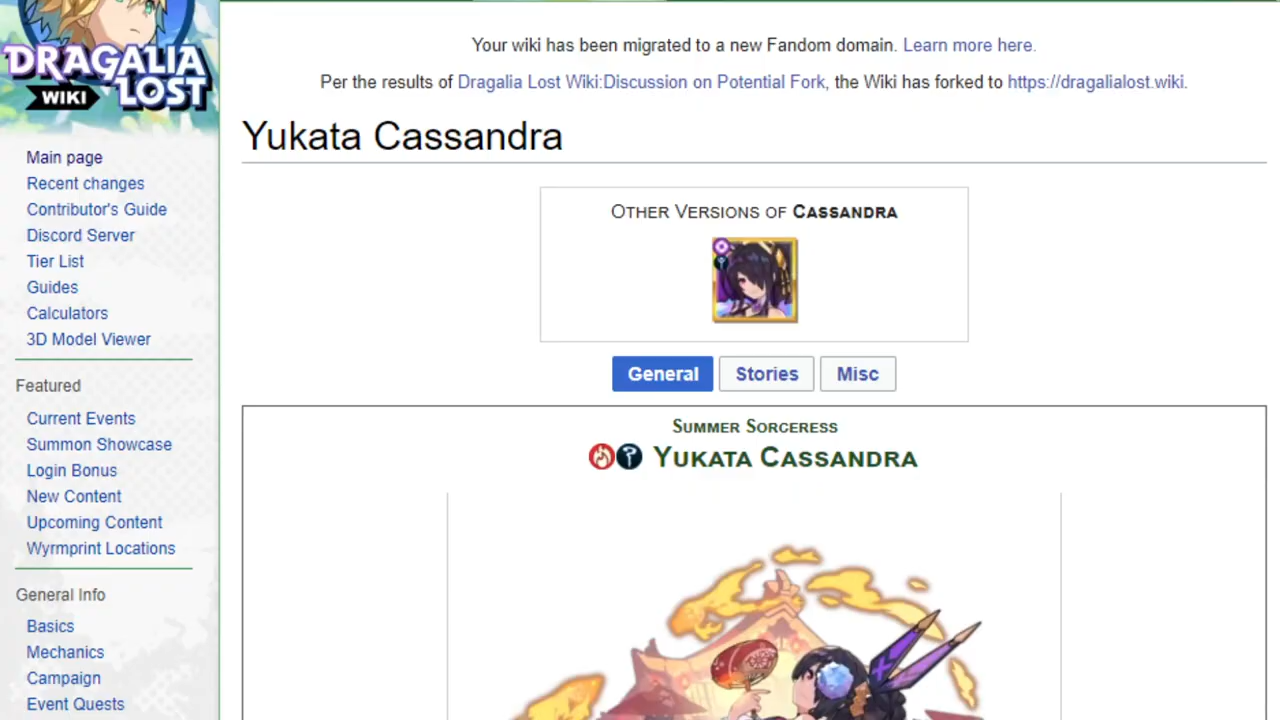 DRAGALIA
LOST
WIKI
Main page
Recent changes
Contributor's Guide
Discord Server
Tier List
Guides
Calculators
3D Model Viewer
Featured
Current Events
Summon Showcase
Login Bonus
New Content
Upcoming Content
Wyrmprint Locations
General Info
Basics
Mechanics
Campaign
Event Quests
Your wiki has been migrated to a new Fandom domain. Learn more here.
Per the results of Dragalia Lost Wiki:Discussion on Potential Fork, the Wiki has forked to https://dragalialost.wiki.
Yukata Cassandra
Other Versions of Cassandra
General Stories Misc
Summer Sorceress
Yukata Cassandra